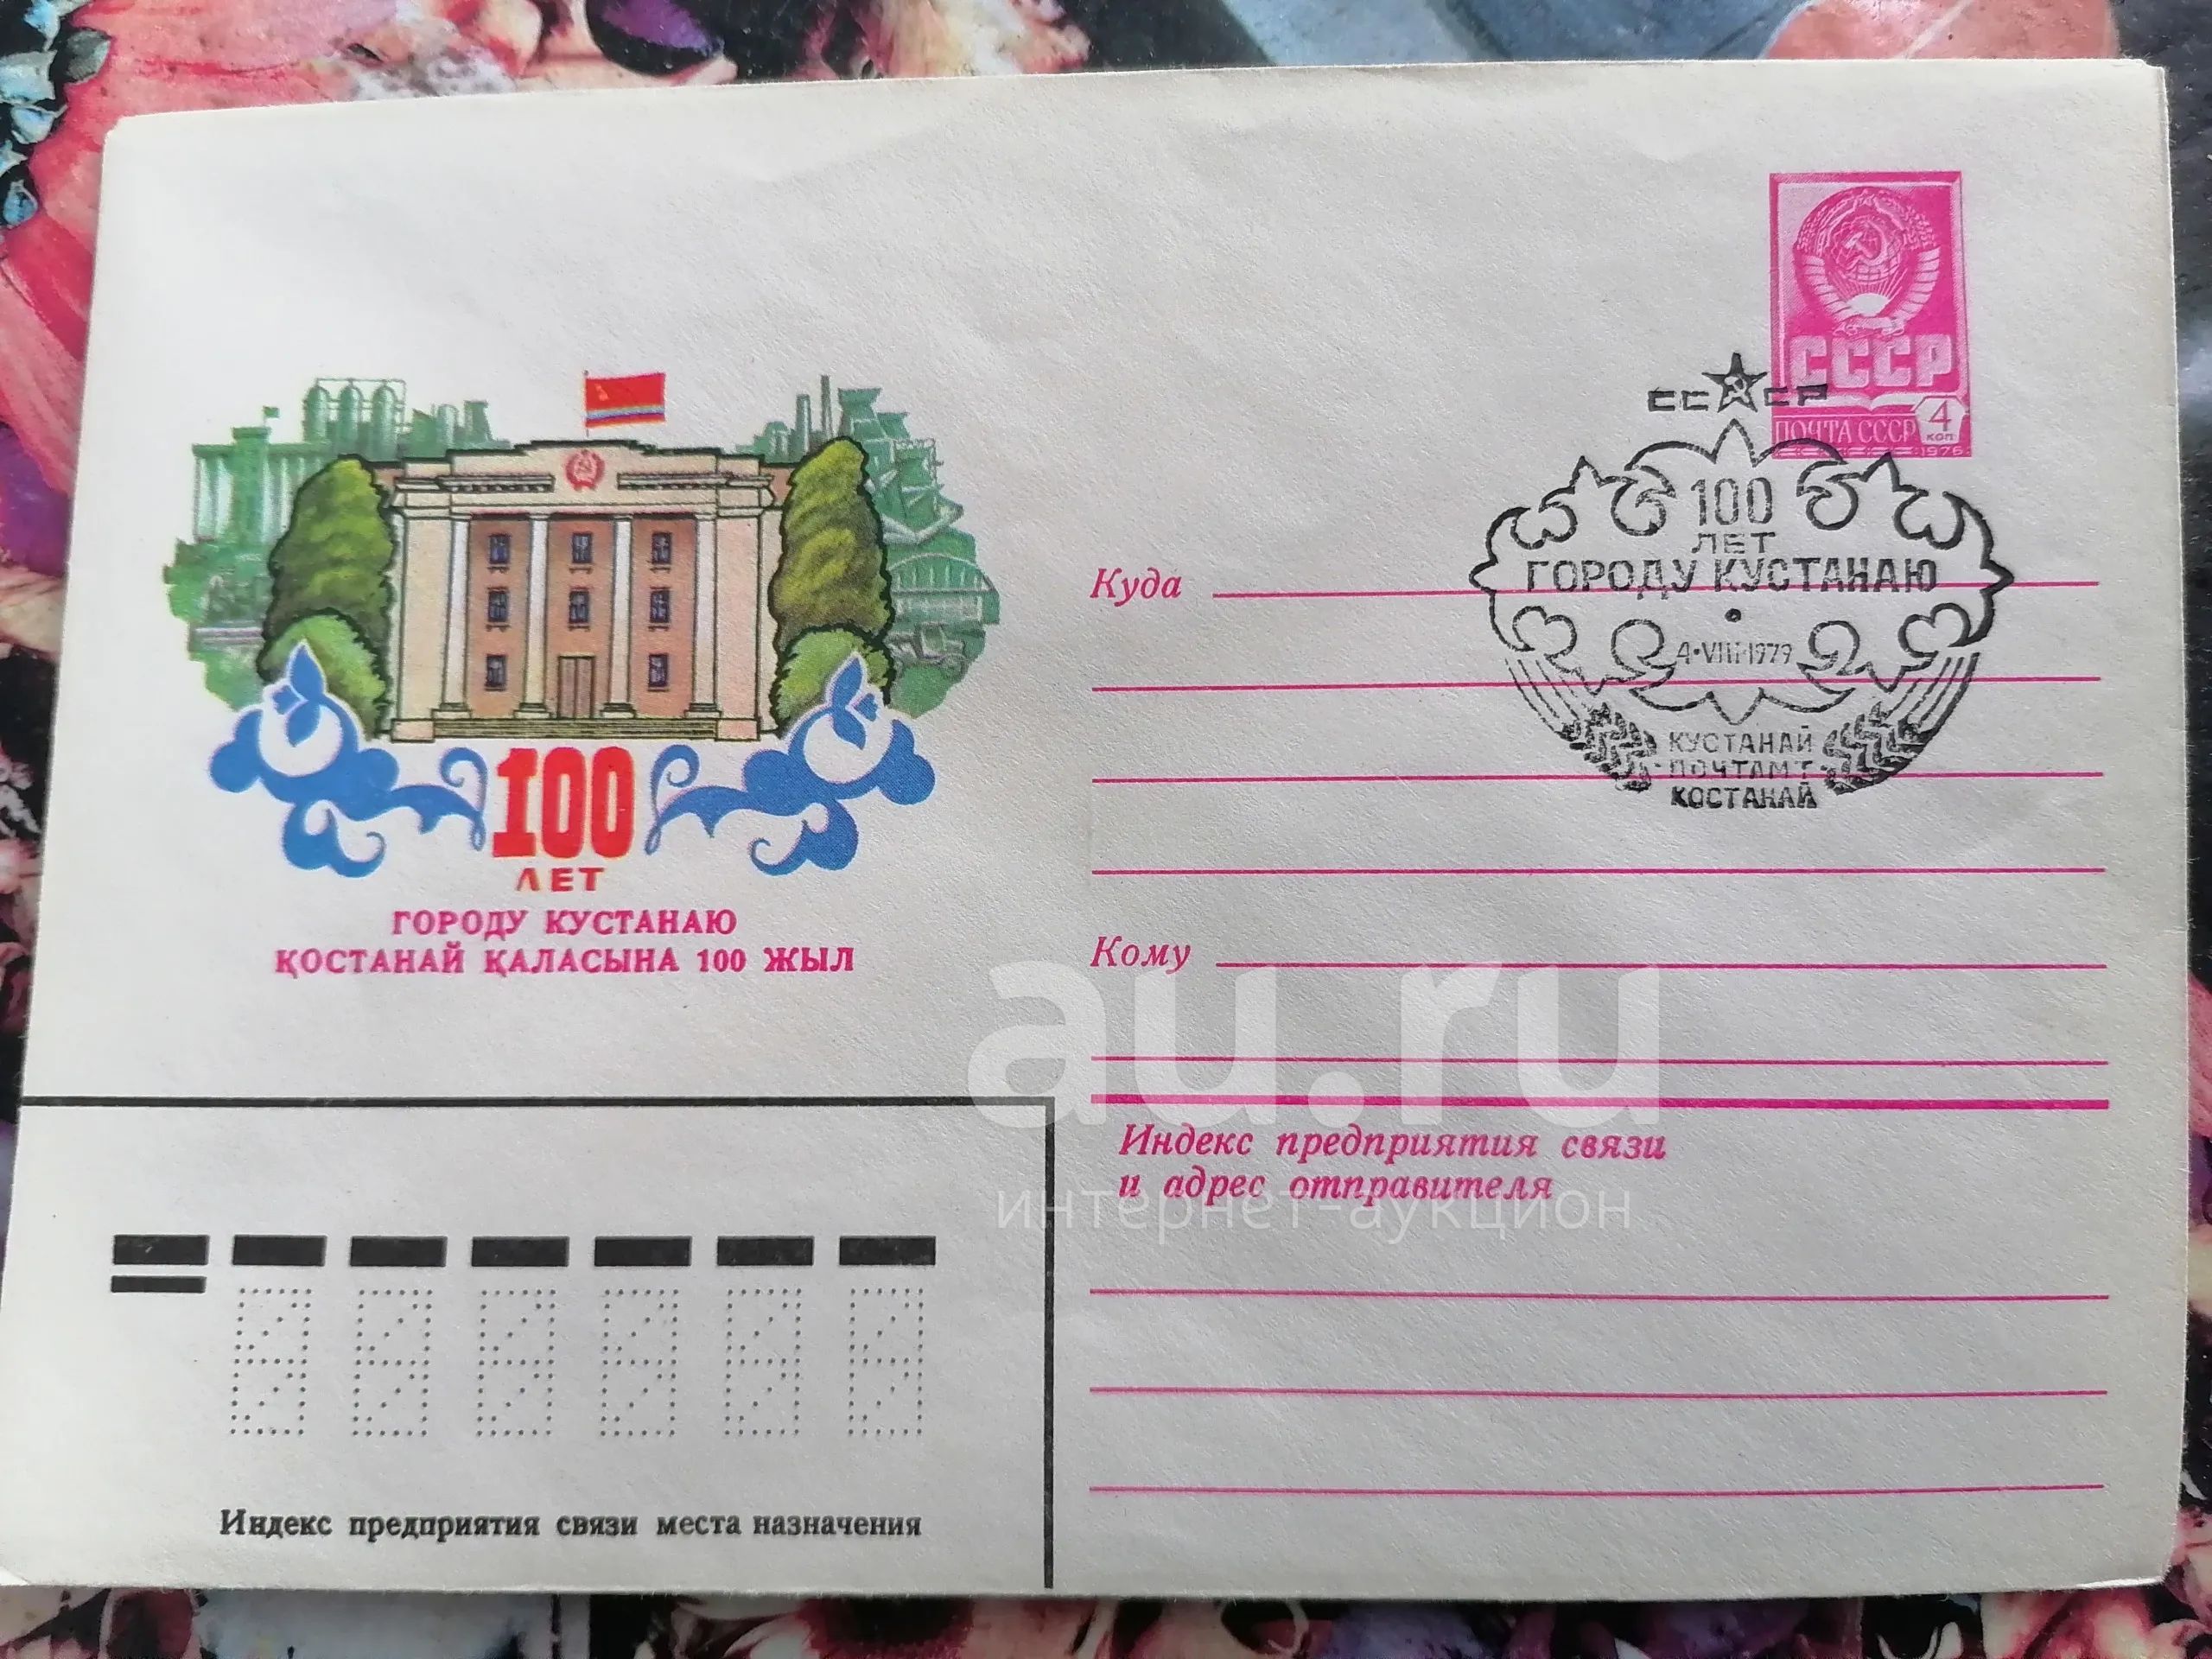 СССР
ПОЧТА СССР
4
КОП
1976
СССР
100
ЛЕТ
ГОРОДУ КУСТАНАЮ
4·VIII·1979
КУСТАНАЙ
ПОЧТАМТ
ҚОСТАНАЙ
100
ЛЕТ
ГОРОДУ КУСТАНАЮ
ҚОСТАНАЙ ҚАЛАСЫНА 100 ЖЫЛ
Куда
Кому
Индекс предприятия связи
и адрес отправителя
Индекс предприятия связи места назначения
au.ru
интернет-аукцион